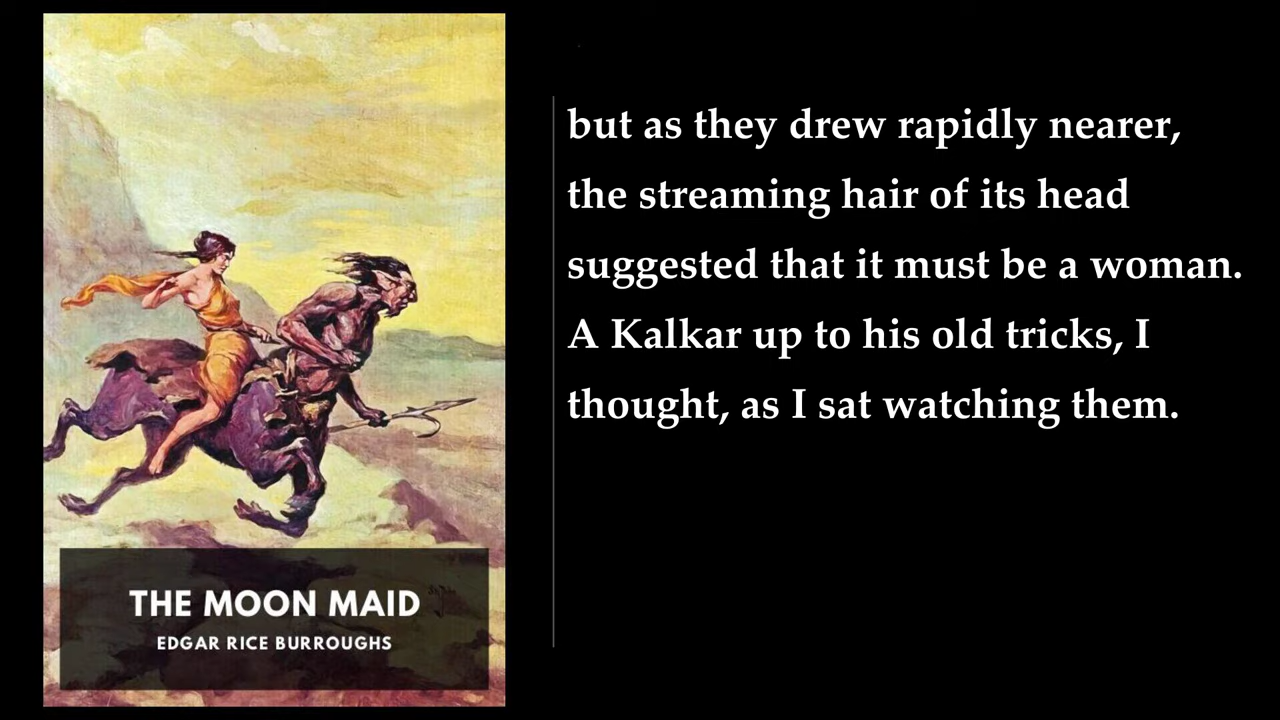 but as they drew rapidly nearer,
the streaming hair of its head
suggested that it must be a woman.
A Kalkar up to his old tricks, I
thought, as I sat watching them.
THE MOON MAID
EDGAR RICE BURROUGHS